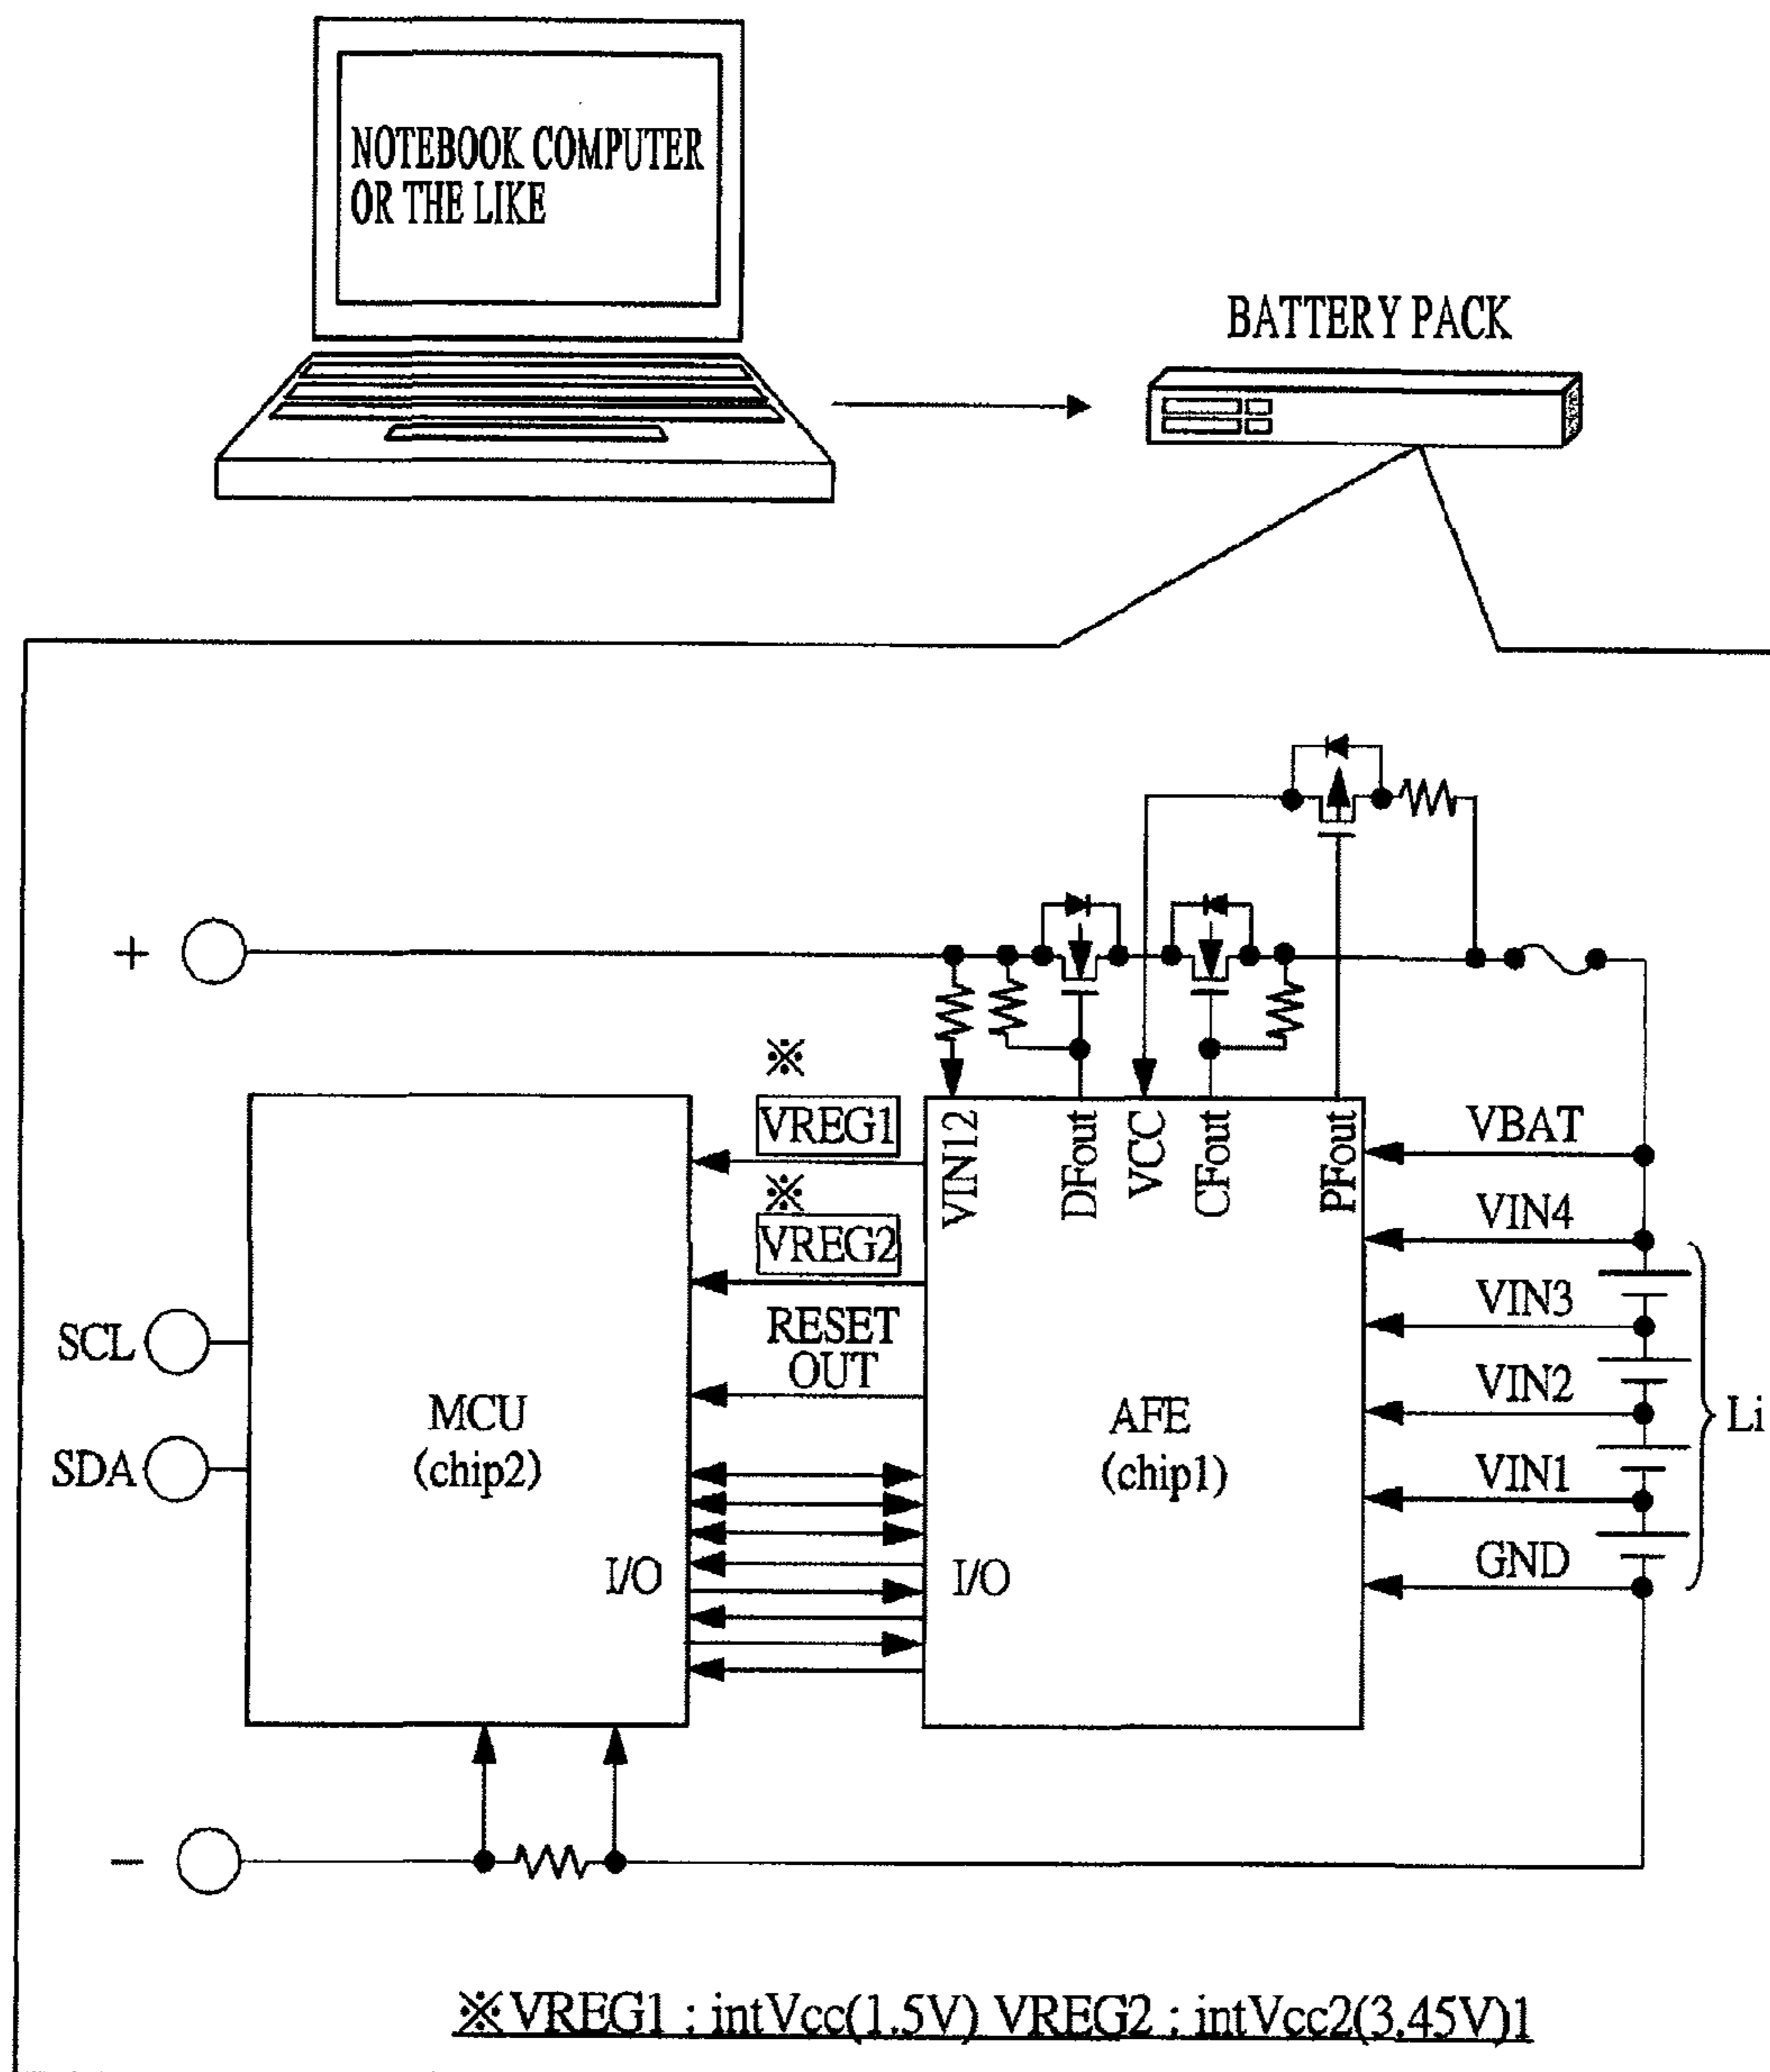 NOTEBOOK COMPUTER
OR THE LIKE
BATTERY PACK
+
※
VREG1
※
VREG2
RESET
OUT
VIN12
DFout
VCC
CFout
PFout
VBAT
VIN4
VIN3
VIN2
VIN1
GND
Li
SCL
SDA
MCU
(chip2)
AFE
(chip1)
I/O
I/O
−
※VREG1 ; intVcc(1.5V) VREG2 ; intVcc2(3.45V)1